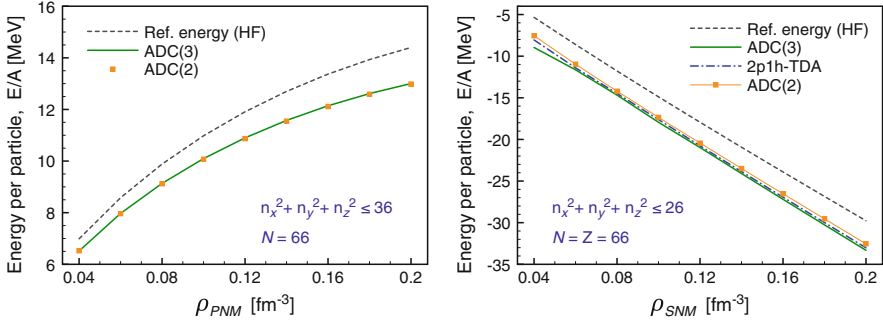 Energy per particle, E/A [MeV]
16
14
12
10
8
6
Ref. energy (HF)
ADC(3)
ADC(2)
n_x^2 + n_y^2 + n_z^2 ≤ 36
N = 66
0.04
0.08
0.12
0.16
0.2
ρ_PNM [fm^-3]
Energy per particle, E/A [MeV]
-5
-10
-15
-20
-25
-30
-35
Ref. energy (HF)
ADC(3)
2p1h-TDA
ADC(2)
n_x^2 + n_y^2 + n_z^2 ≤ 26
N = Z = 66
0.04
0.08
0.12
0.16
0.2
ρ_SNM [fm^-3]